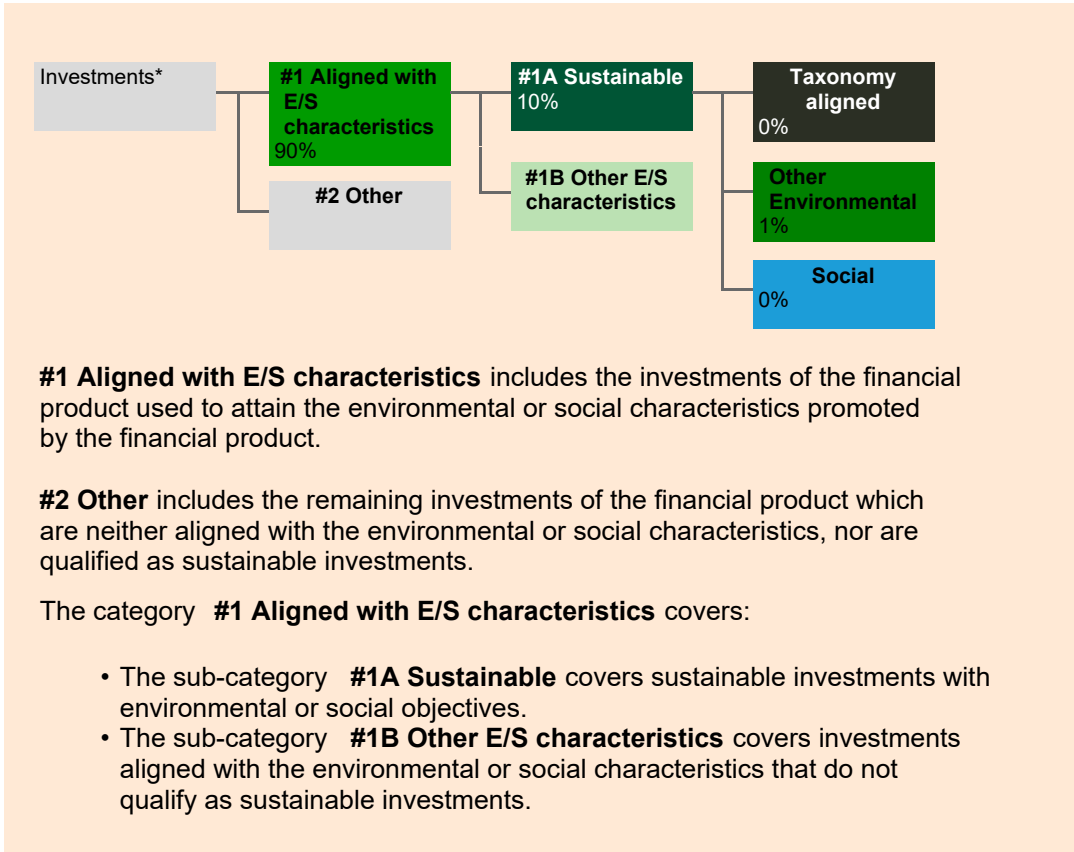 Investments*
#1 Aligned with
E/S
characteristics
90%
#2 Other
#1A Sustainable
10%
#1B Other E/S
characteristics
Taxonomy
aligned
0%
Other
Environmental
1%
Social
0%
#1 Aligned with E/S characteristics includes the investments of the financial
product used to attain the environmental or social characteristics promoted
by the financial product.
#2 Other includes the remaining investments of the financial product which
are neither aligned with the environmental or social characteristics, nor are
qualified as sustainable investments.
The category #1 Aligned with E/S characteristics covers:
• The sub-category #1A Sustainable covers sustainable investments with
environmental or social objectives.
• The sub-category #1B Other E/S characteristics covers investments
aligned with the environmental or social characteristics that do not
qualify as sustainable investments.